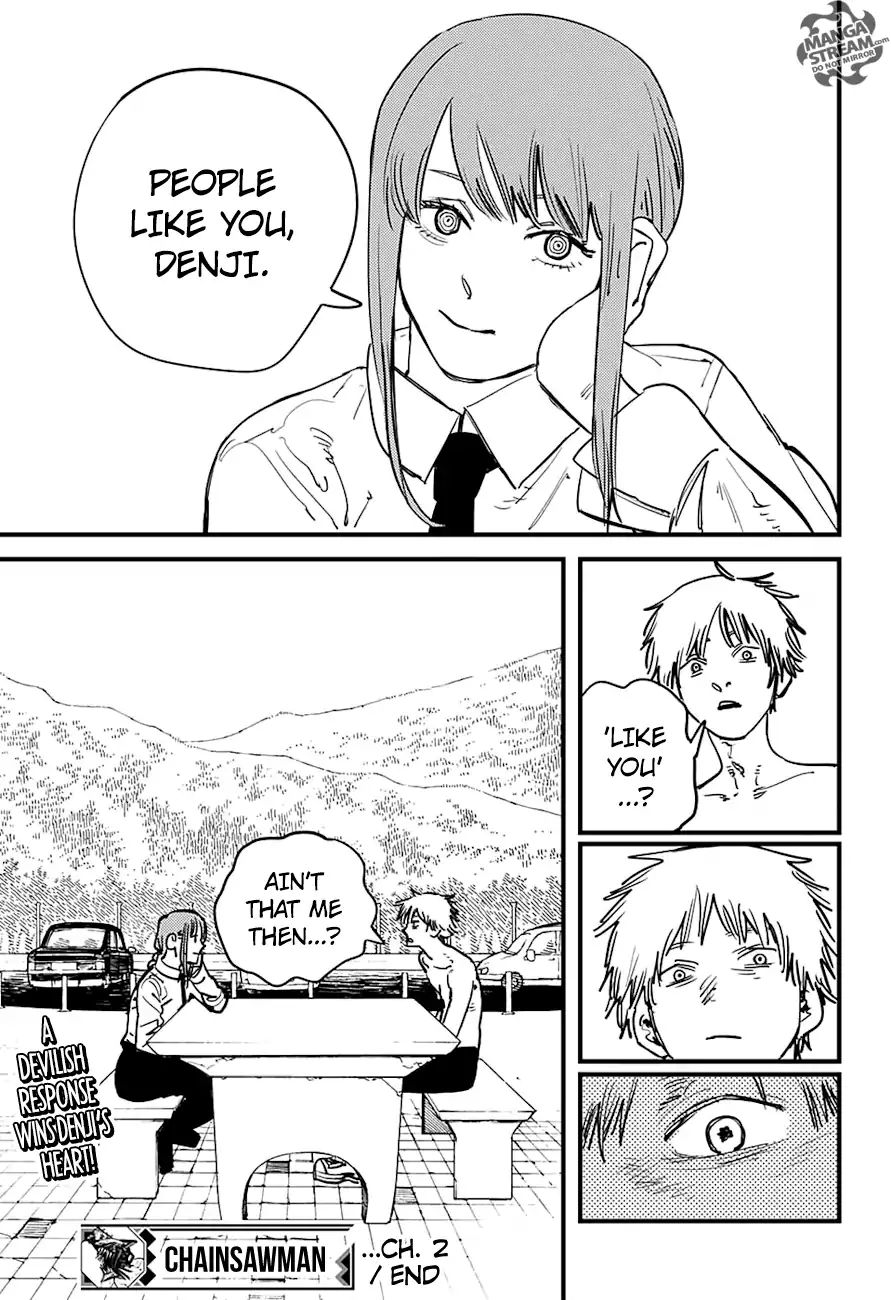 MANGA
STREAM.com
DO NOT MIRROR
PEOPLE
LIKE YOU,
DENJI.
'LIKE
YOU'
...?
AIN'T
THAT ME
THEN...?
A
DEVILISH
RESPONSE
WINS DENJI'S
HEART!
CHAINSAWMAN
...CH. 2
/ END